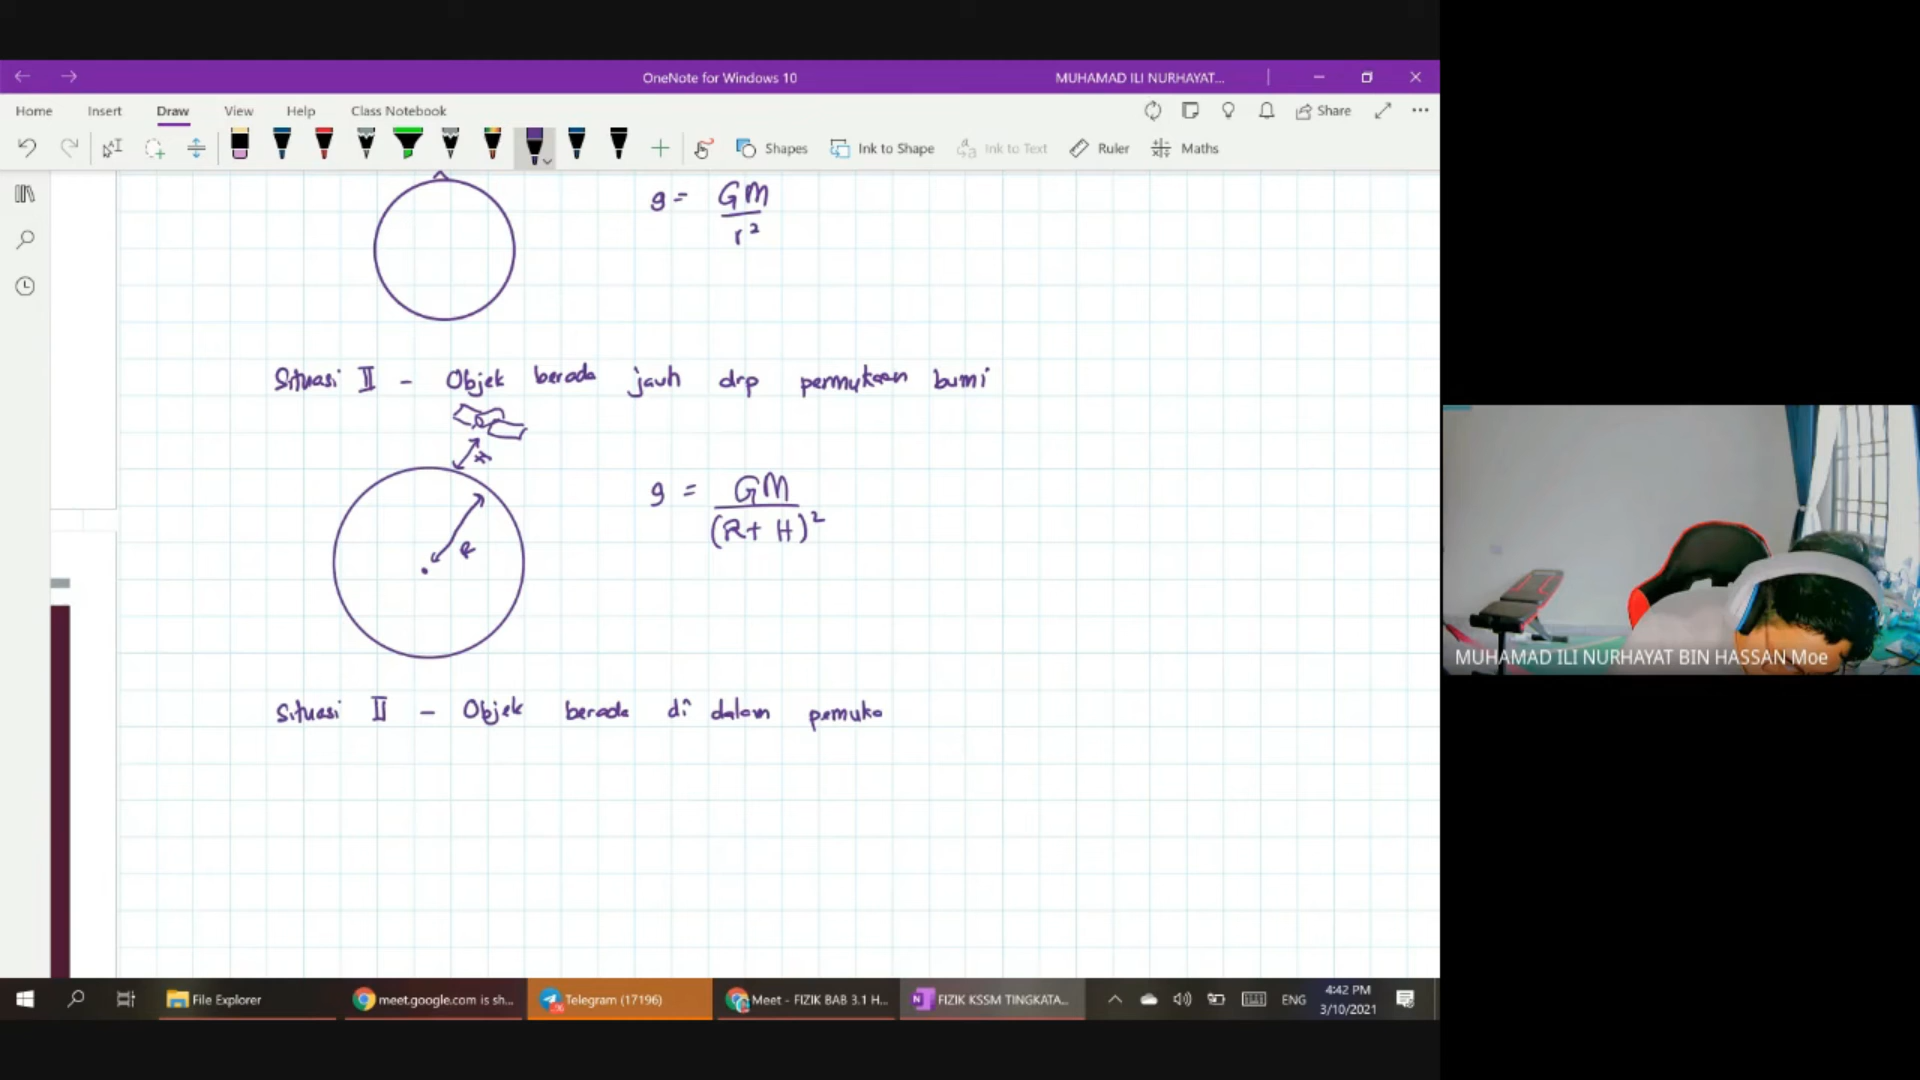 OneNote for Windows 10
MUHAMAD ILI NURHAYAT...
Home Insert Draw View Help Class Notebook
Share
Shapes Ink to Shape Ink to Text Ruler Maths
g = GM
r²
Situasi II - Objek berada jauh drp permukaan bumi
H
R
g = GM
(R + H)²
Situasi II - Objek berada di dalam pemuka
MUHAMAD ILI NURHAYAT BIN HASSAN Moe
File Explorer
meet.google.com is sh...
Telegram (17196)
Meet - FIZIK BAB 3.1 H...
FIZIK KSSM TINGKATA...
ENG
4:42 PM
3/10/2021